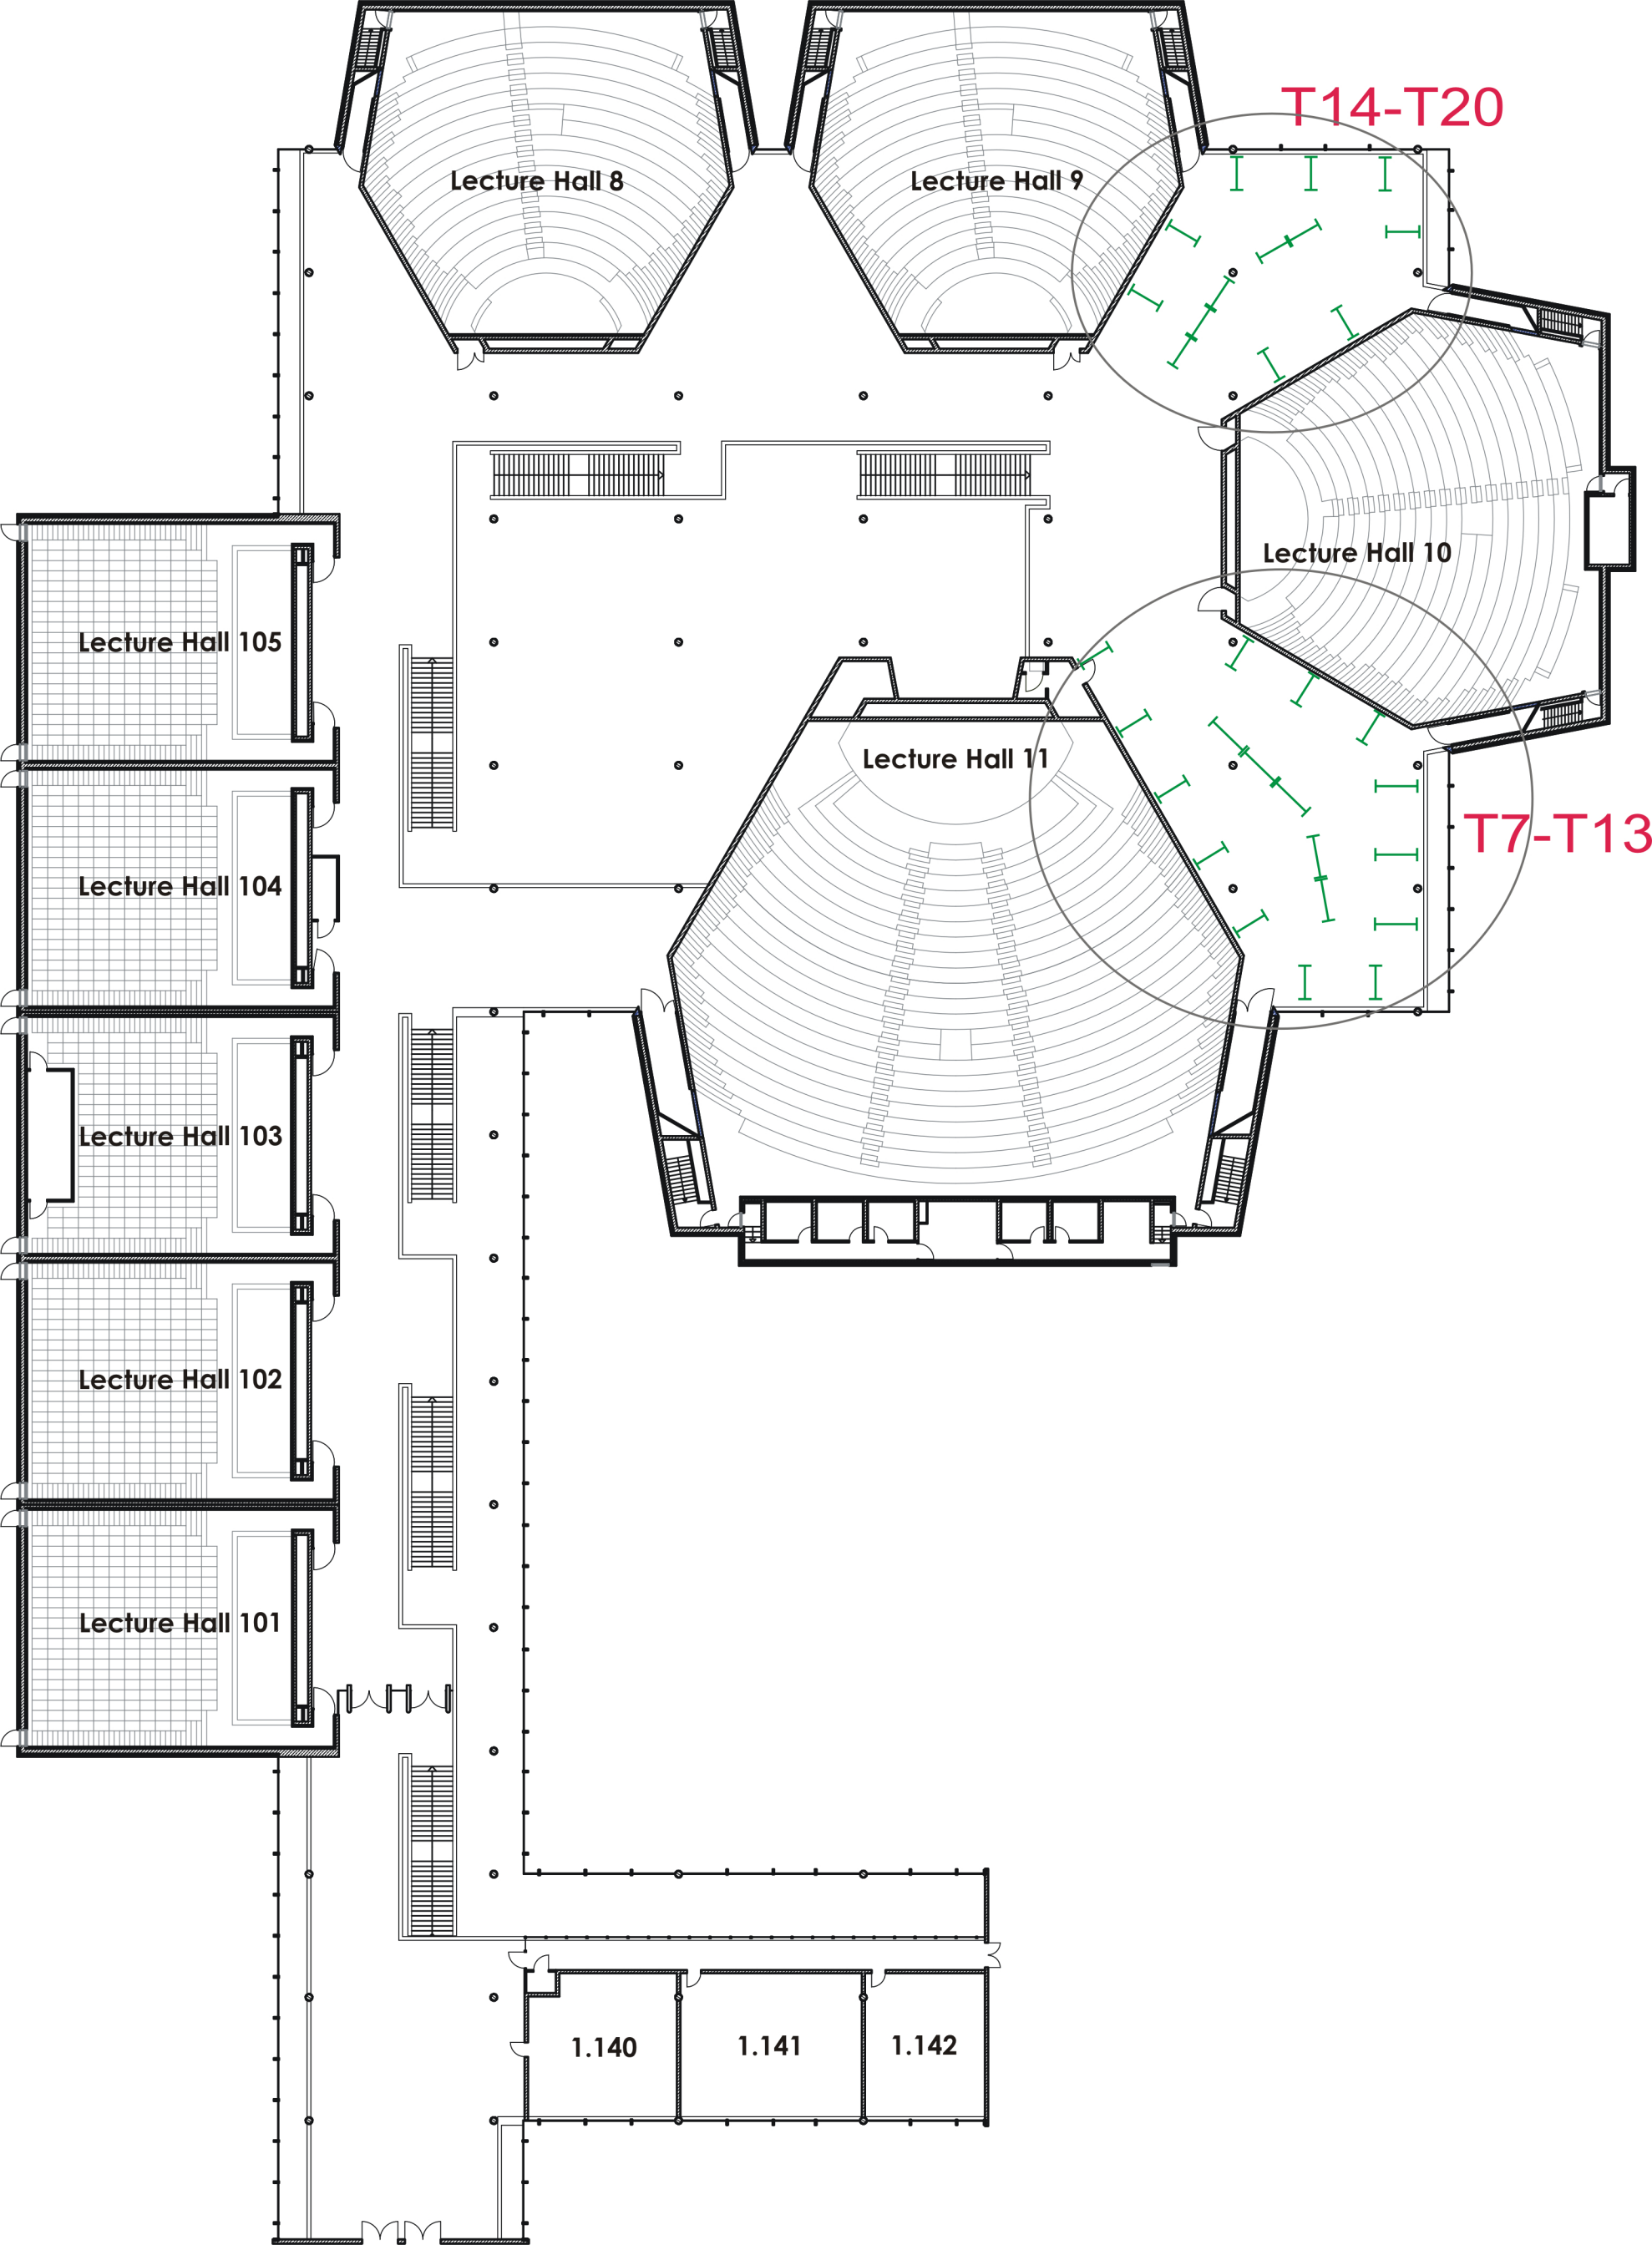 T14-T20
Lecture Hall 8
Lecture Hall 9
Lecture Hall 10
Lecture Hall 105
Lecture Hall 11
T7-T13
Lecture Hall 104
Lecture Hall 103
Lecture Hall 102
Lecture Hall 101
1.140
1.141
1.142